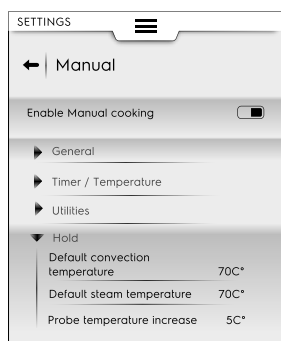 SETTINGS
Manual
Enable Manual cooking
General
Timer / Temperature
Utilities
Hold
Default convection
temperature 70C°
Default steam temperature 70C°
Probe temperature increase 5C°